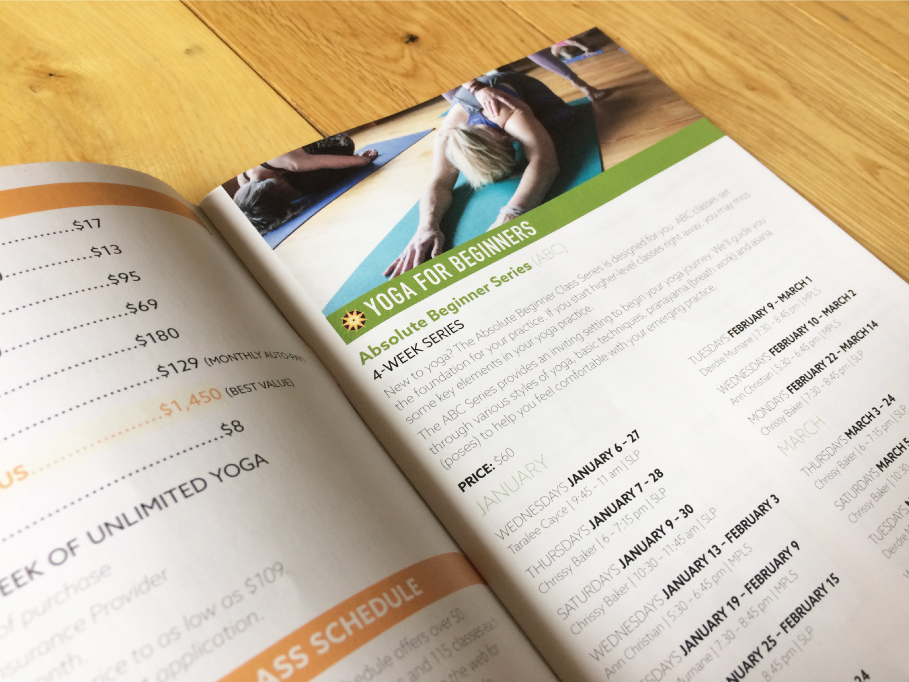 $17
$13
$95
$69
$180
$129 (MONTHLY AUTO-PAY)
US $1,450 (BEST VALUE)
$8
EEK OF UNLIMITED YOGA
of purchase
nsurance Provider
rice to as low as $109.
onth.
t application.
ASS SCHEDULE
hedule offers over 50
and 115 classes
the web for
YOGA FOR BEGINNERS
Absolute Beginner Series (ABC)
4-WEEK SERIES
New to yoga? The Absolute Beginner Class Series is designed for you. ABC classes set
the foundation for your practice. If you start higher level classes right away, you may miss
some key elements in your yoga practice.
The ABC Series provides an inviting setting to begin your yoga journey. We'll guide you
through various styles of yoga, basic techniques, pranayama (breath work) and asana
(poses) to help you feel comfortable with your emerging practice.
PRICE: $60
JANUARY
WEDNESDAYS JANUARY 6 - 27
Taralee Cayce | 9:45 - 11 am | SLP
THURSDAYS JANUARY 7 - 28
Chrissy Baker | 6 - 7:15 pm | SLP
SATURDAYS JANUARY 9 - 30
Chrissy Baker | 10:30 - 11:45 am | SLP
WEDNESDAYS JANUARY 13 - FEBRUARY 3
Ann Christian | 5:30 - 6:45 pm | MPLS
TUESDAYS JANUARY 19 - FEBRUARY 9
Murnane | 7:30 - 8:45 pm | MPLS
JANUARY 25 - FEBRUARY 15
8:45 pm | SLP
24
TUESDAYS FEBRUARY 9 - MARCH 1
Deirdre Murnane | 7:30 - 8:45 pm | MPLS
WEDNESDAYS FEBRUARY 10 - MARCH 2
Ann Christian | 5:30 - 6:45 pm | MPLS
MONDAYS FEBRUARY 22 - MARCH 14
Chrissy Baker | 7:30 - 8:45 pm | SLP
MARCH
THURSDAYS MARCH 3 - 24
Chrissy Baker | 6 - 7:15 pm | SLP
SATURDAYS MARCH 5
Chrissy Baker | 10:30
TUESDAYS
Deirdre M